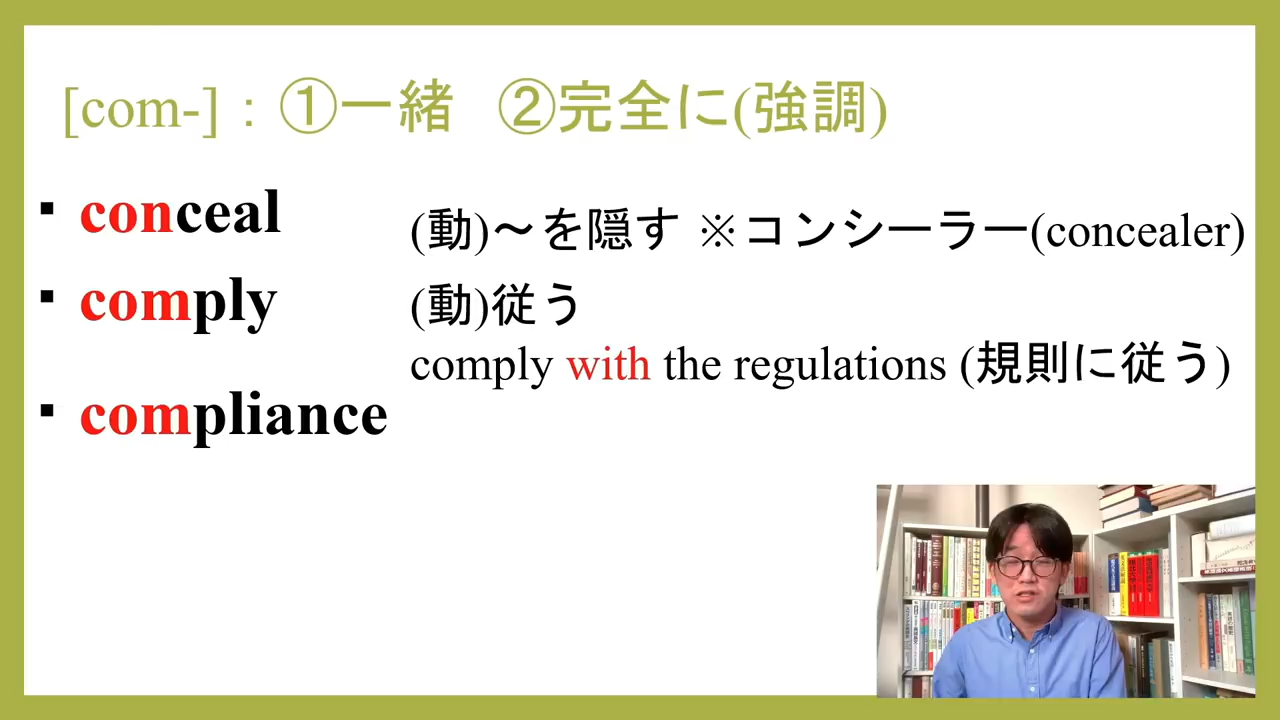 [com-]：①一緒　②完全に(強調)
▪ conceal
(動)～を隠す ※コンシーラー(concealer)
▪ comply
(動)従う
comply with the regulations (規則に従う)
▪ compliance